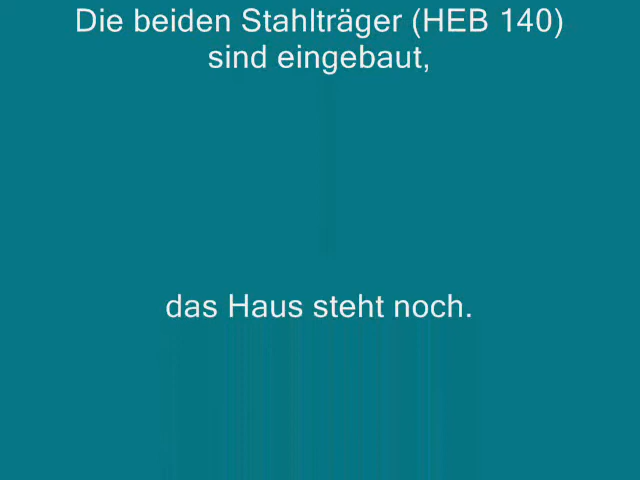 Die beiden Stahlträger (HEB 140)
sind eingebaut,
das Haus steht noch.